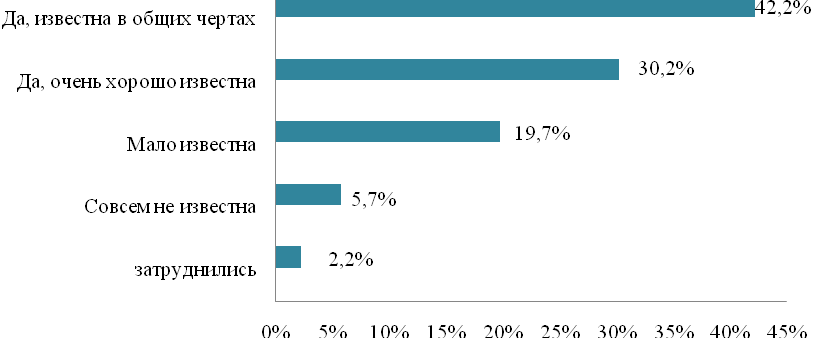 Да, известна в общих чертах 42,2%
Да, очень хорошо известна 30,2%
Мало известна 19,7%
Совсем не известна 5,7%
затруднились 2,2%
0% 5% 10% 15% 20% 25% 30% 35% 40% 45%